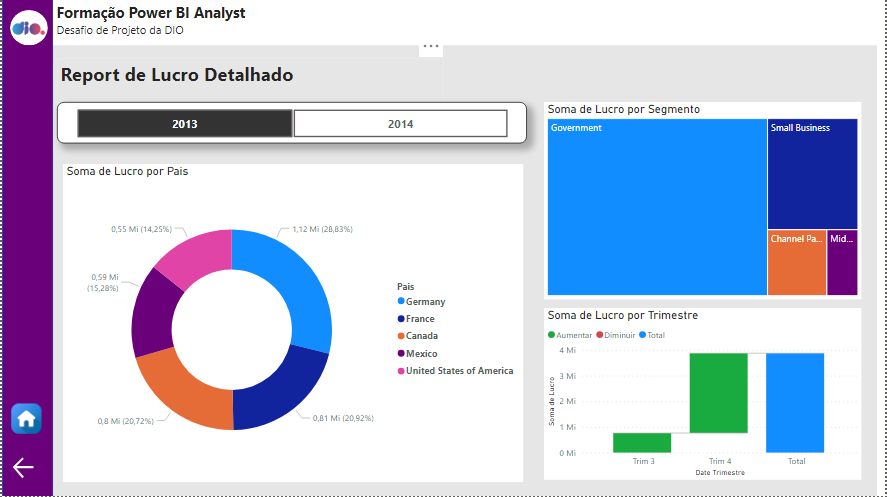 dio.
Formação Power BI Analyst
Desafio de Projeto da DIO
...
Report de Lucro Detalhado
2013
2014
Soma de Lucro por Pais
0,55 Mi (14,25%)
1,12 Mi (28,83%)
0,59 Mi
(15,28%)
0,8 Mi (20,72%)
0,81 Mi (20,92%)
Pais
Germany
France
Canada
Mexico
United States of America
Soma de Lucro por Segmento
Government
Small Business
Channel Pa...
Mid...
Soma de Lucro por Trimestre
Aumentar
Diminuir
Total
4 Mi
3 Mi
2 Mi
1 Mi
0 Mi
Soma de Lucro
Trim 3
Trim 4
Total
Date Trimestre